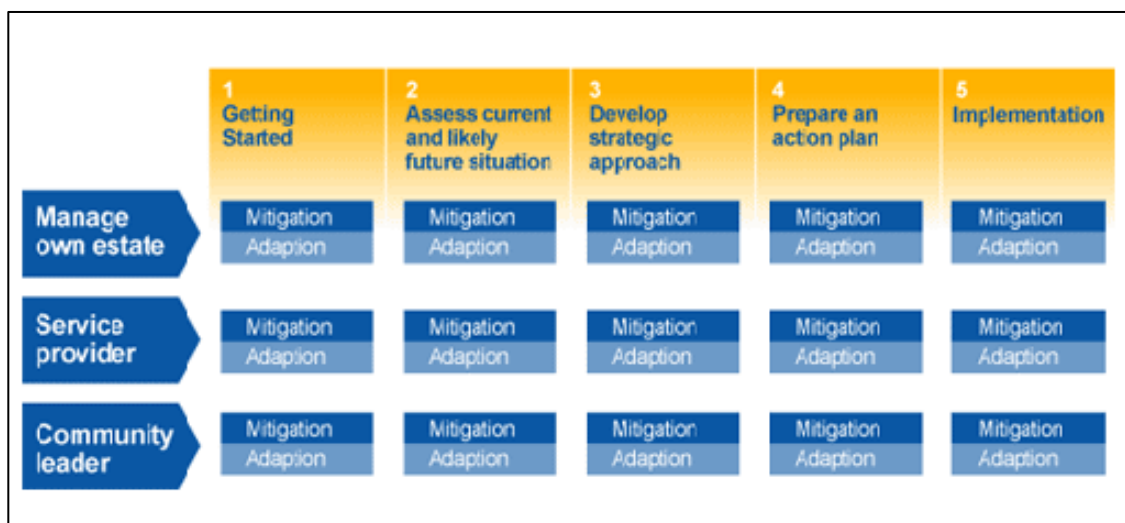 1
Getting
Started
2
Assess current
and likely
future situation
3
Develop
strategic
approach
4
Prepare an
action plan
5
Implementation
Manage
own estate
Mitigation
Adaption
Mitigation
Adaption
Mitigation
Adaption
Mitigation
Adaption
Mitigation
Adaption
Service
provider
Mitigation
Adaption
Mitigation
Adaption
Mitigation
Adaption
Mitigation
Adaption
Mitigation
Adaption
Community
leader
Mitigation
Adaption
Mitigation
Adaption
Mitigation
Adaption
Mitigation
Adaption
Mitigation
Adaption